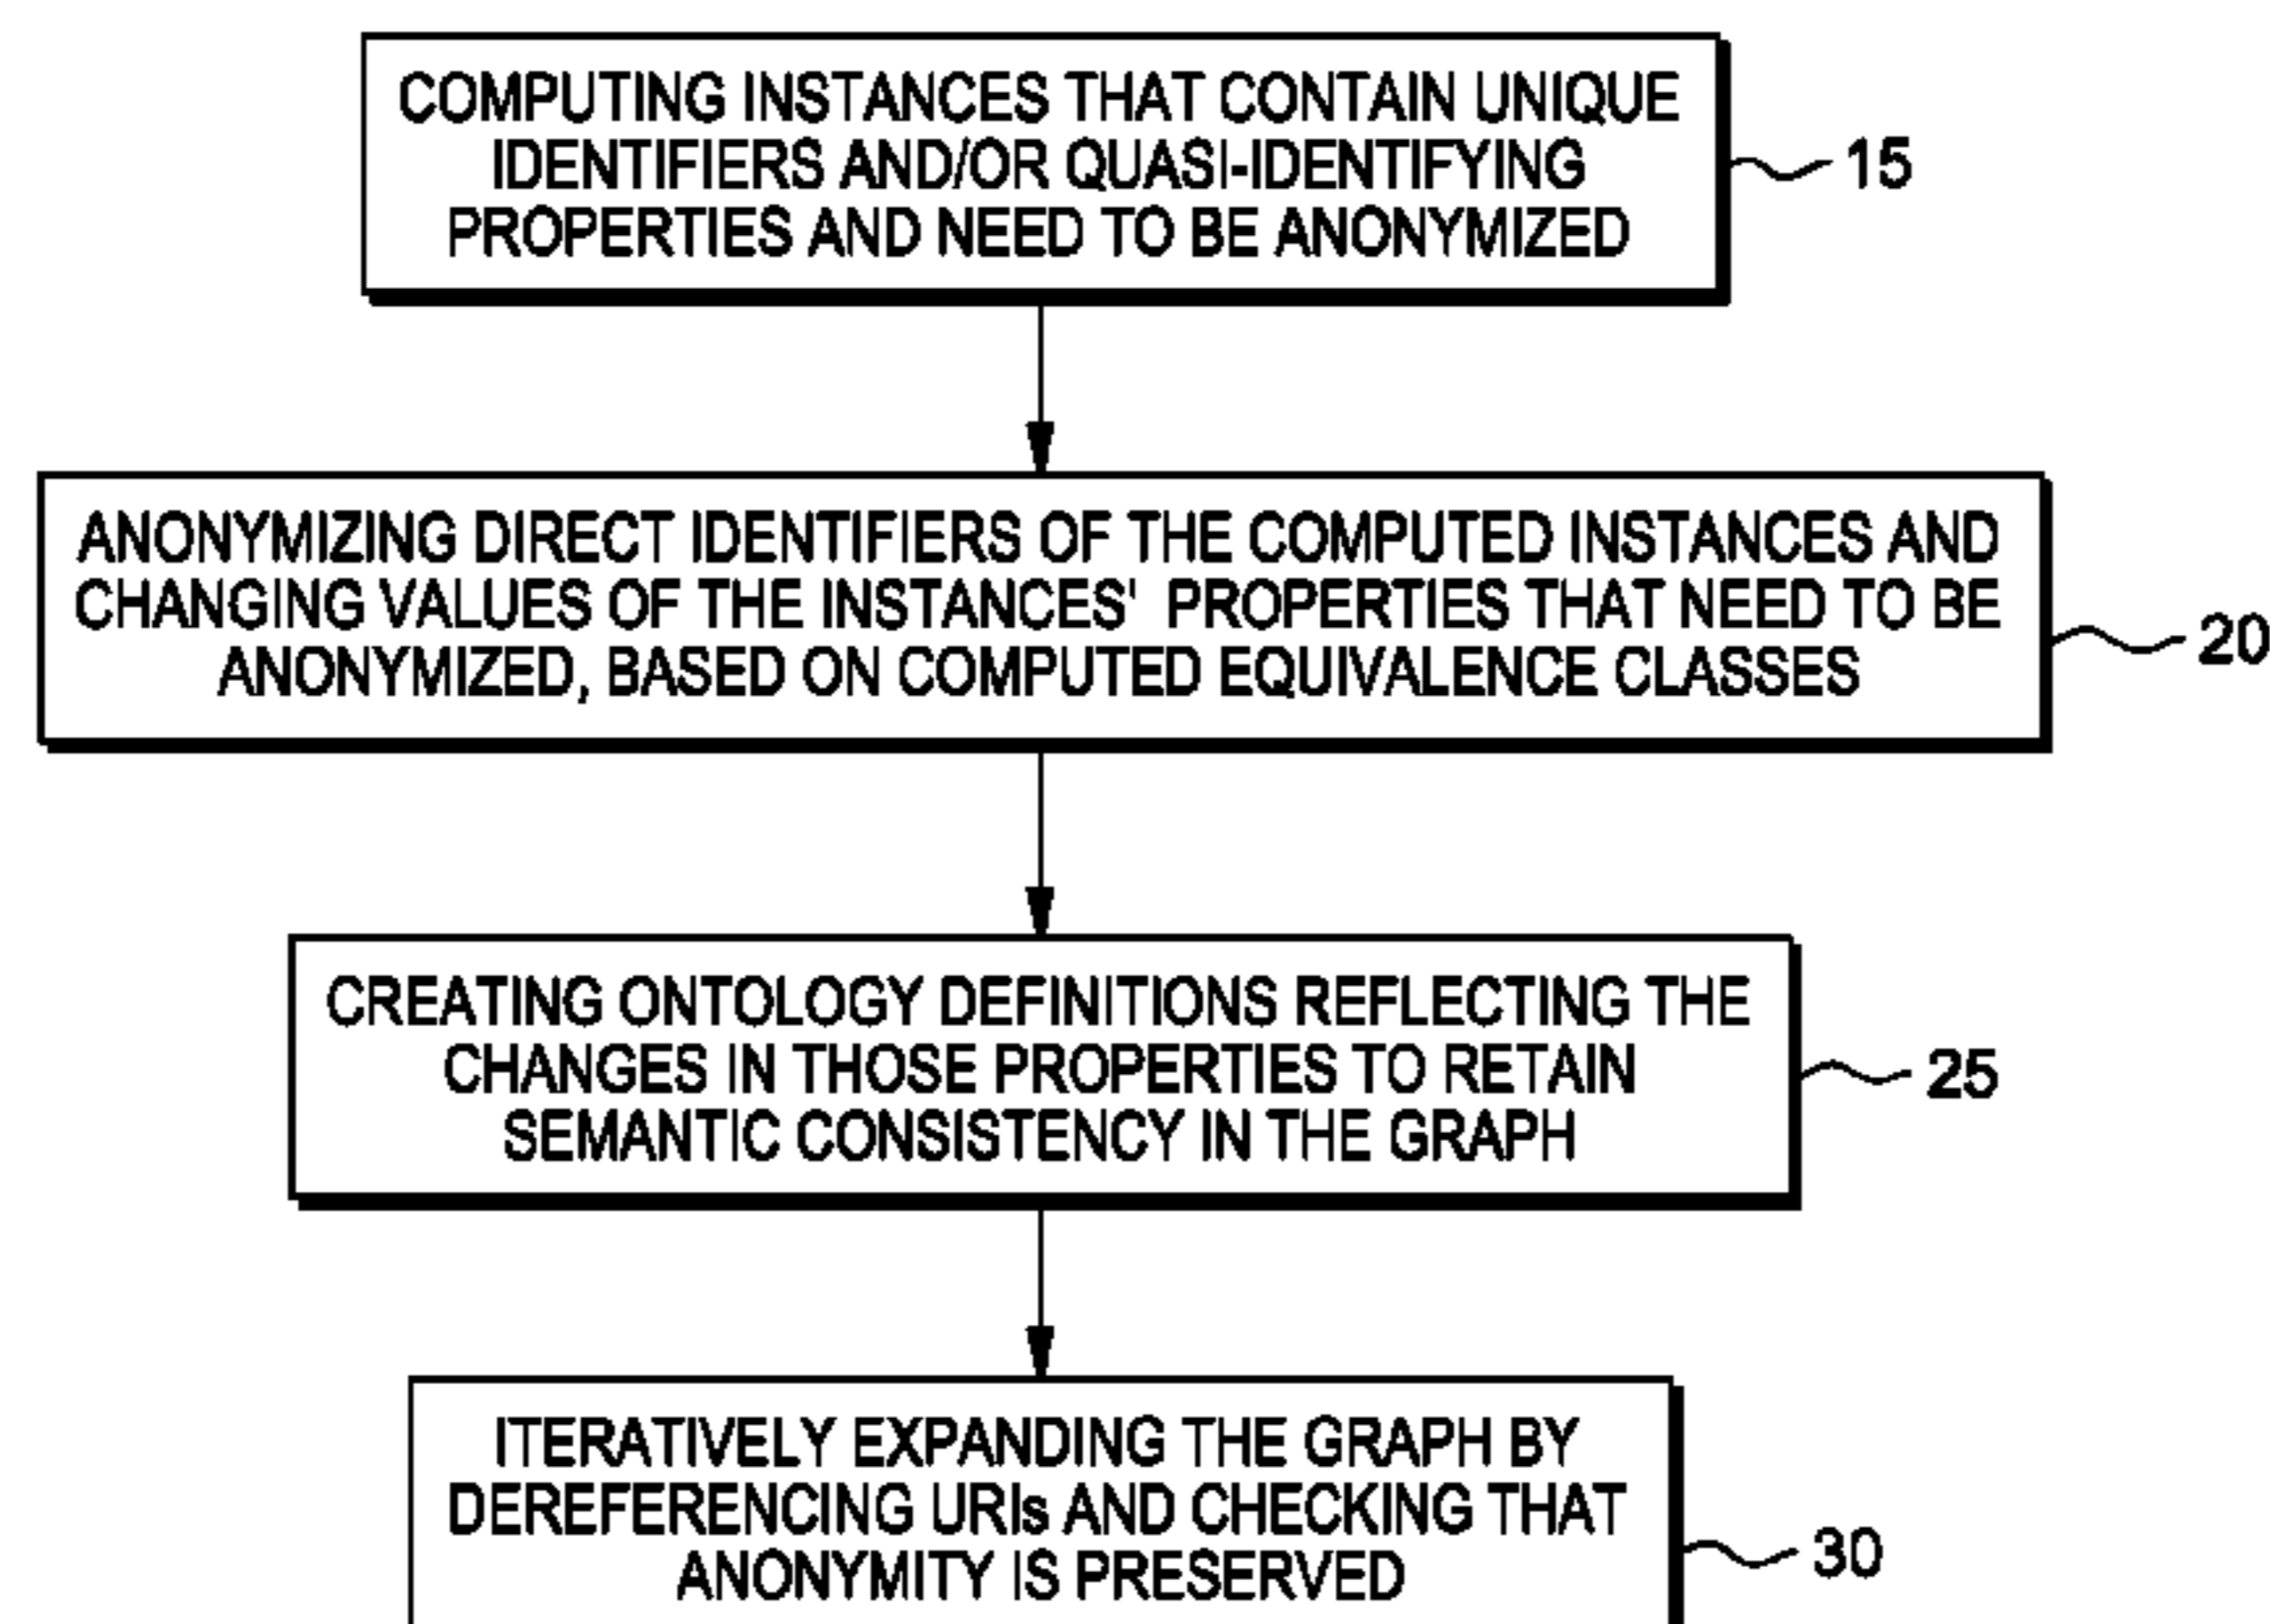 COMPUTING INSTANCES THAT CONTAIN UNIQUE
IDENTIFIERS AND/OR QUASI-IDENTIFYING
PROPERTIES AND NEED TO BE ANONYMIZED
15
ANONYMIZING DIRECT IDENTIFIERS OF THE COMPUTED INSTANCES AND
CHANGING VALUES OF THE INSTANCES' PROPERTIES THAT NEED TO BE
ANONYMIZED, BASED ON COMPUTED EQUIVALENCE CLASSES
20
CREATING ONTOLOGY DEFINITIONS REFLECTING THE
CHANGES IN THOSE PROPERTIES TO RETAIN
SEMANTIC CONSISTENCY IN THE GRAPH
25
ITERATIVELY EXPANDING THE GRAPH BY
DEREFERENCING URIs AND CHECKING THAT
ANONYMITY IS PRESERVED
30